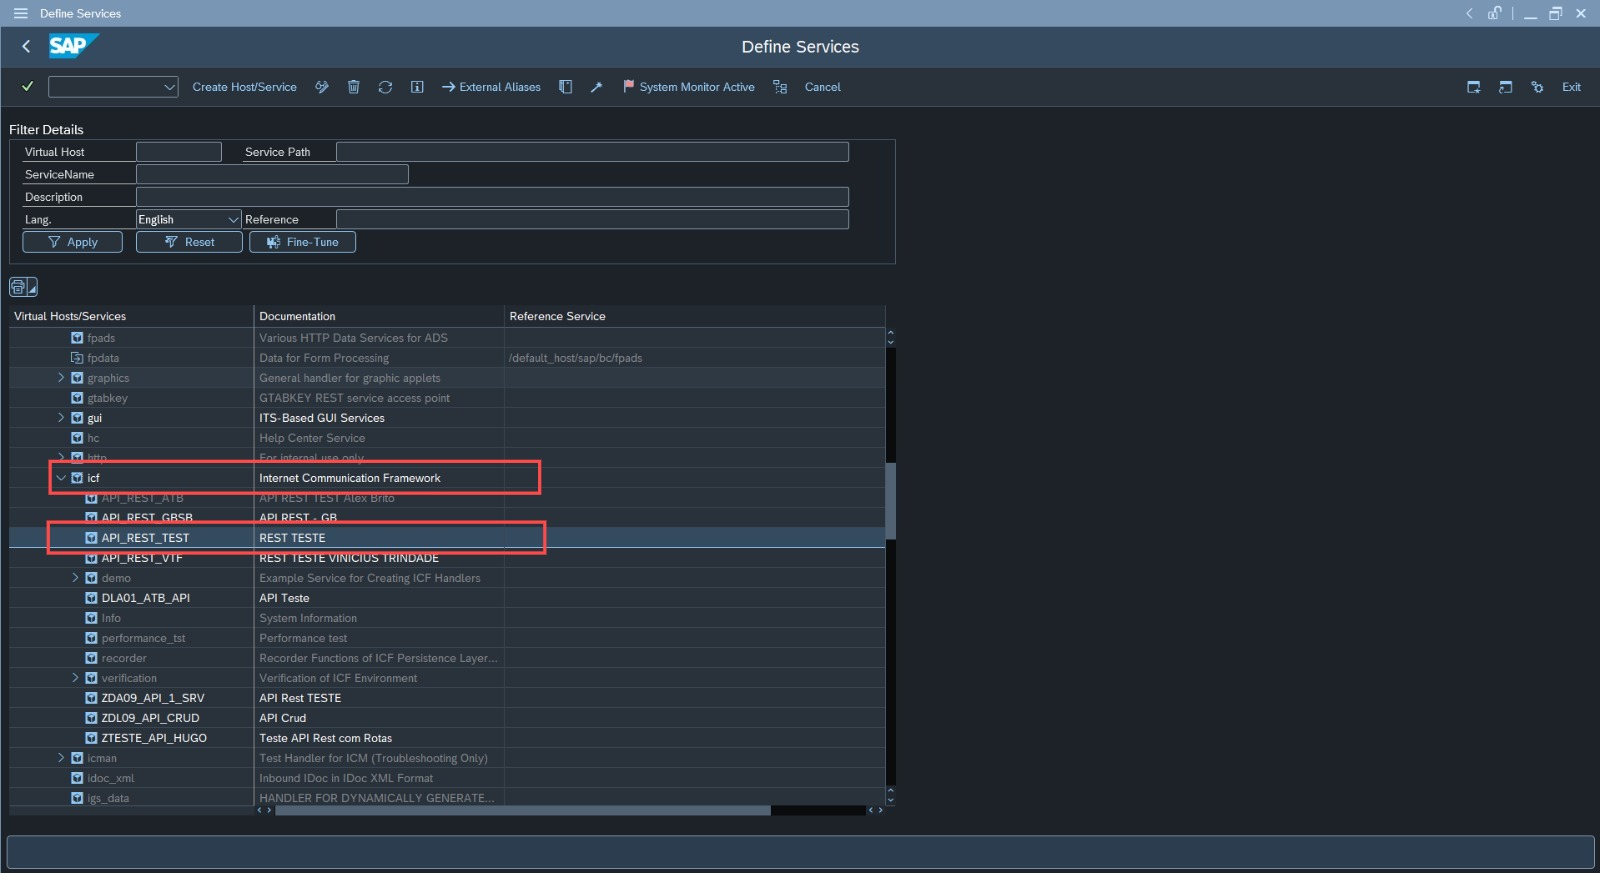 Define Services
SAP
Define Services
Create Host/Service External Aliases System Monitor Active Cancel Exit
Filter Details
Virtual Host Service Path
ServiceName
Description
Lang. English Reference
Apply Reset Fine-Tune
Virtual Hosts/Services Documentation Reference Service
fpads Various HTTP Data Services for ADS
fpdata Data for Form Processing /default_host/sap/bc/fpads
graphics General handler for graphic applets
gtabkey GTABKEY REST service access point
gui ITS-Based GUI Services
hc Help Center Service
http For internal use only
icf Internet Communication Framework
API_REST_ATB API REST TEST Alex Brito
API_REST_GBSB API REST - GB
API_REST_TEST REST TESTE
API_REST_VTF REST TESTE VINICIUS TRINDADE
demo Example Service for Creating ICF Handlers
DLA01_ATB_API API Teste
Info System Information
performance_tst Performance test
recorder Recorder Functions of ICF Persistence Layer...
verification Verification of ICF Environment
ZDA09_API_1_SRV API Rest TESTE
ZDL09_API_CRUD API Crud
ZTESTE_API_HUGO Teste API Rest com Rotas
icman Test Handler for ICM (Troubleshooting Only)
idoc_xml Inbound IDoc in IDoc XML Format
igs_data HANDLER FOR DYNAMICALLY GENERATE...